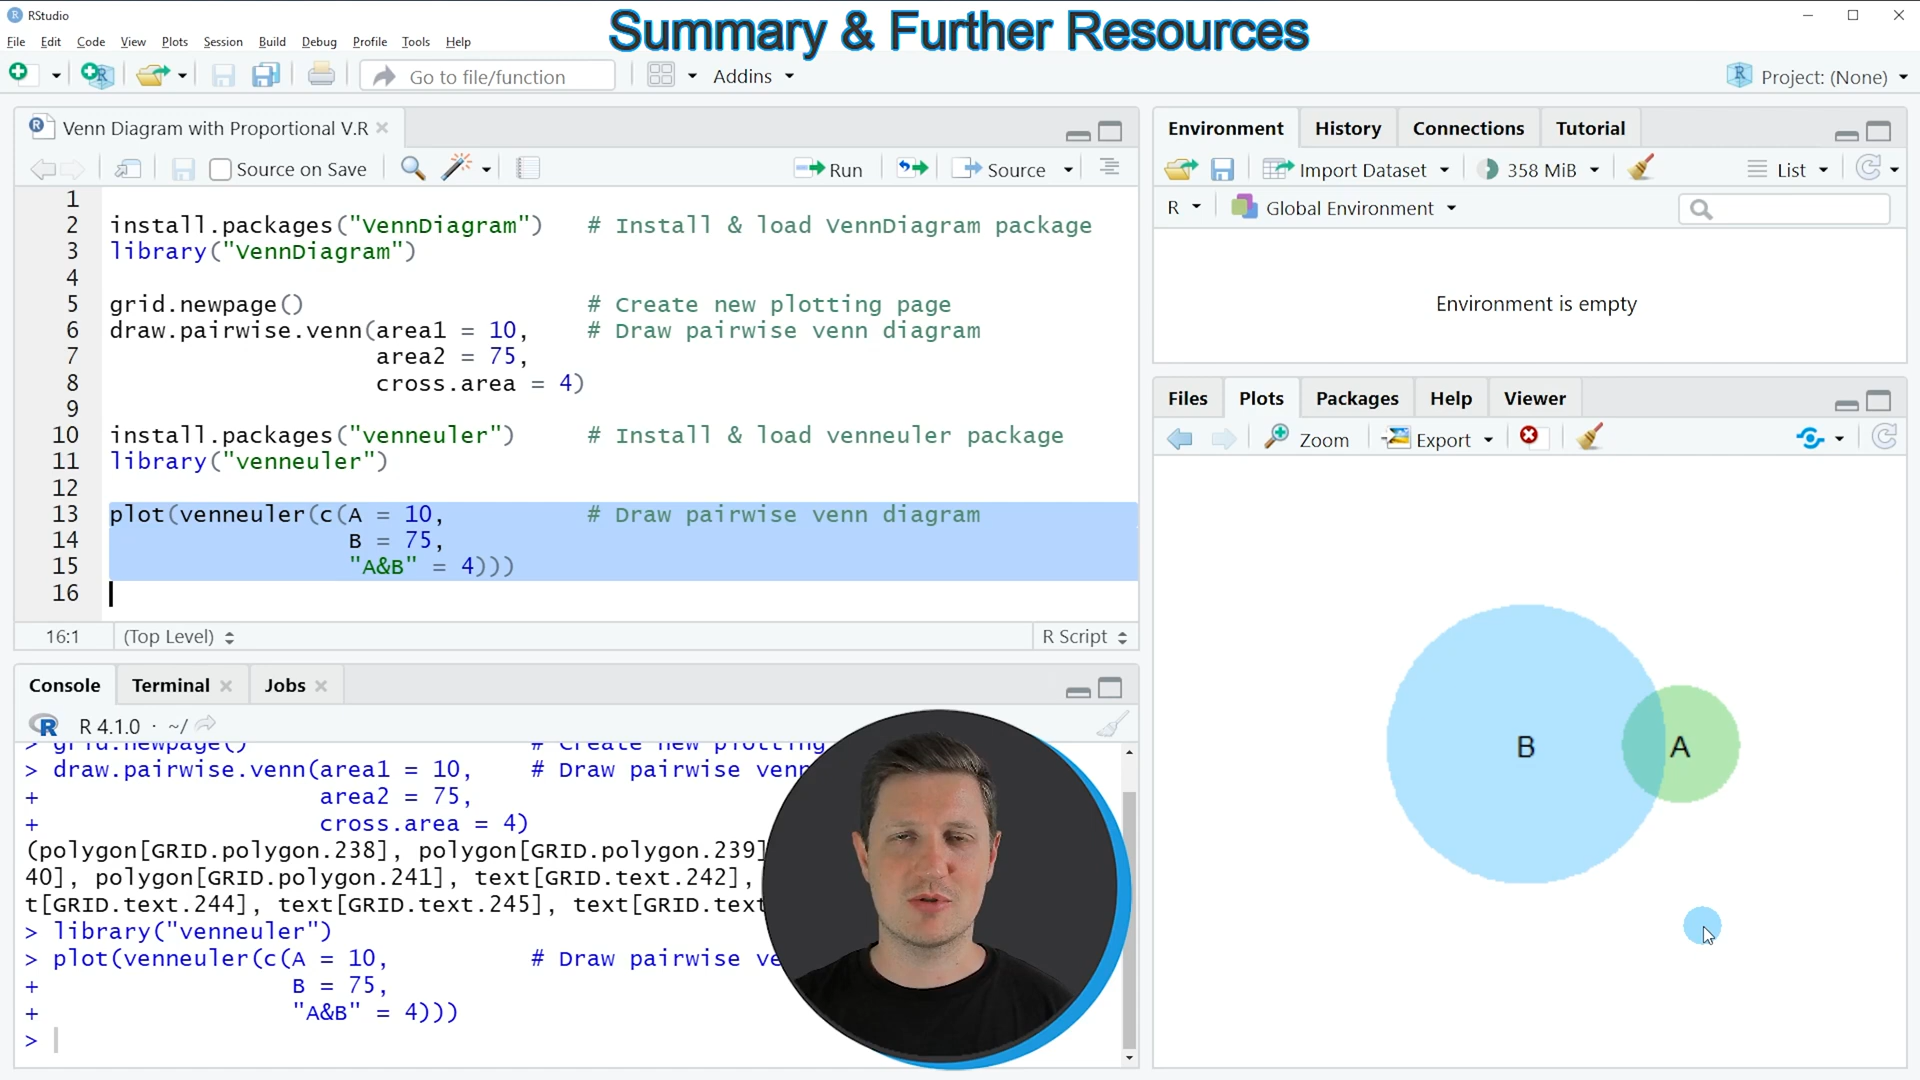 RStudio
Summary & Further Resources
File Edit Code View Plots Session Build Debug Profile Tools Help
Go to file/function
Addins
Project: (None)
Venn Diagram with Proportional V.R
Source on Save
Run
Source
1
2 install.packages("VennDiagram") # Install & load VennDiagram package
3 library("VennDiagram")
4
5 grid.newpage() # Create new plotting page
6 draw.pairwise.venn(area1 = 10, # Draw pairwise venn diagram
7 area2 = 75,
8 cross.area = 4)
9
10 install.packages("venneuler") # Install & load venneuler package
11 library("venneuler")
12
13 plot(venneuler(c(A = 10, # Draw pairwise venn diagram
14 B = 75,
15 "A&B" = 4)))
16
16:1 (Top Level) R Script
Console Terminal Jobs
R 4.1.0 · ~/
> grid.newpage() # Create new plotting
> draw.pairwise.venn(area1 = 10, # Draw pairwise venn
+ area2 = 75,
+ cross.area = 4)
(polygon[GRID.polygon.238], polygon[GRID.polygon.239]
40], polygon[GRID.polygon.241], text[GRID.text.242],
t[GRID.text.244], text[GRID.text.245], text[GRID.text
> library("venneuler")
> plot(venneuler(c(A = 10, # Draw pairwise ve
+ B = 75,
+ "A&B" = 4)))
>
Environment History Connections Tutorial
Import Dataset 358 MiB List
R Global Environment
Environment is empty
Files Plots Packages Help Viewer
Zoom Export
B A